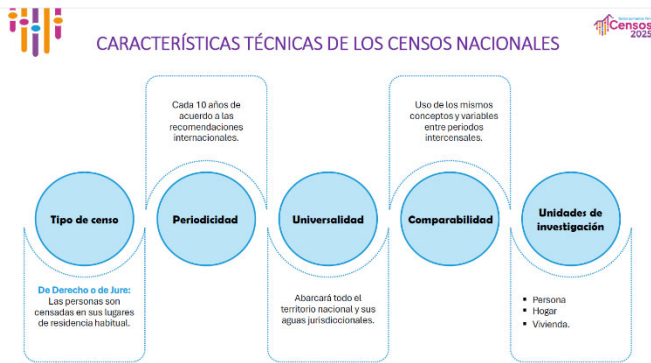 CARACTERÍSTICAS TÉCNICAS DE LOS CENSOS NACIONALES
Censos
2025
Cada 10 años de
acuerdo a las
recomendaciones
internacionales.
Uso de los mismos
conceptos y variables
entre periodos
intercensales.
Tipo de censo
Periodicidad
Universalidad
Comparabilidad
Unidades de
investigación
De Derecho o de Jure:
Las personas son
censadas en sus lugares
de residencia habitual.
Abarcará todo el
territorio nacional y sus
aguas jurisdiccionales.
▪ Persona
▪ Hogar
▪ Vivienda.